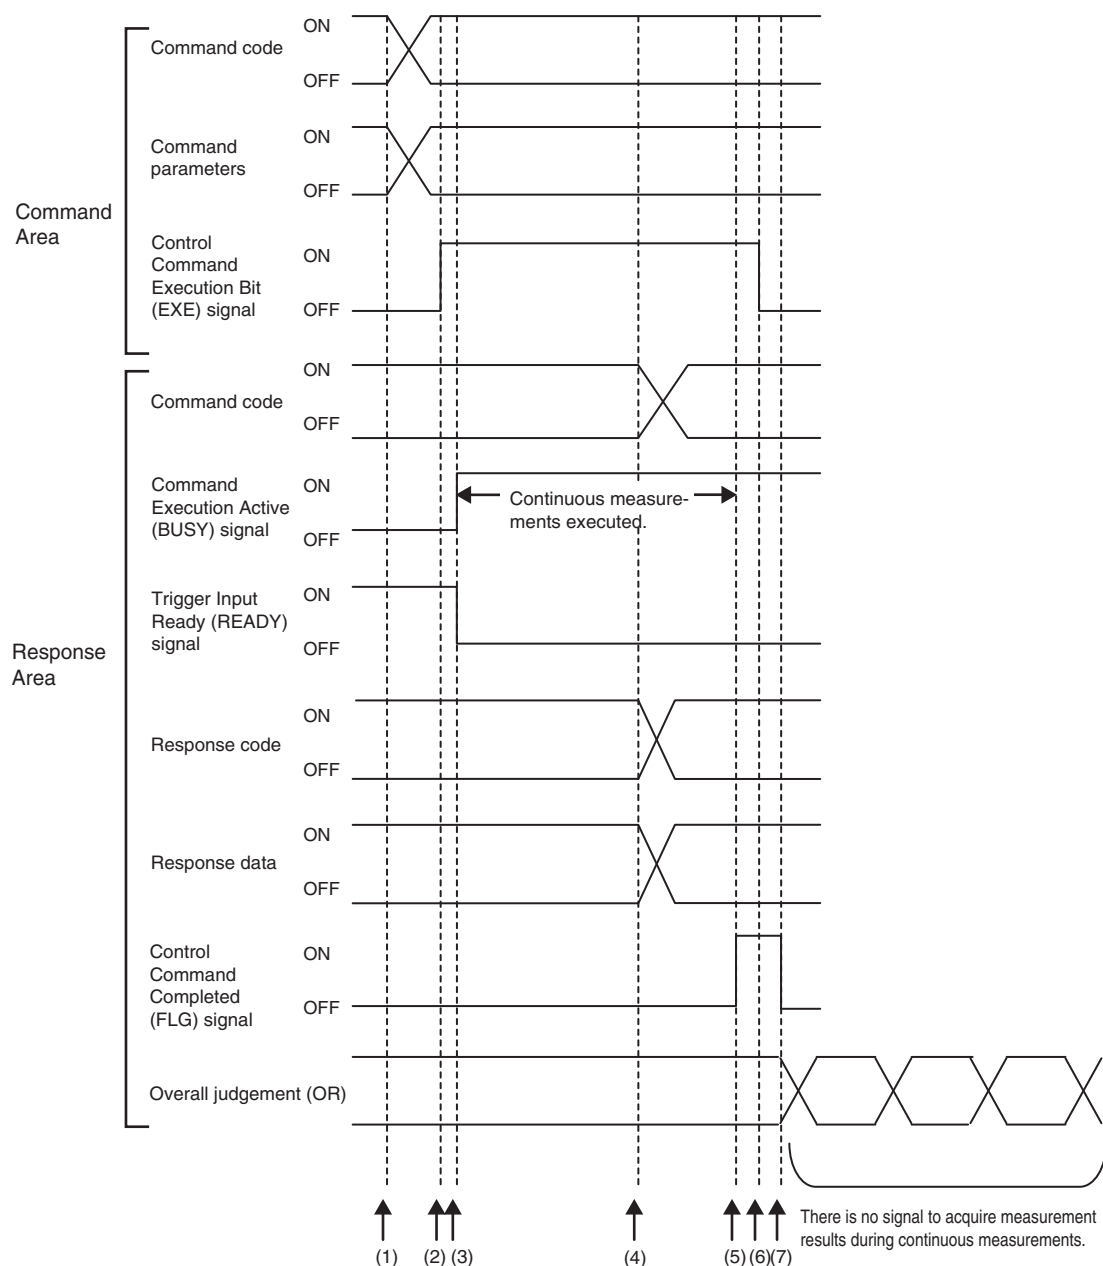 ON
Command code
OFF
ON
Command
parameters
OFF
Command
Area
Control
Command
Execution Bit
(EXE) signal
ON
OFF
ON
Command code
OFF
Command
Execution Active
(BUSY) signal
ON
OFF
Continuous measure-
ments executed.
Trigger Input
Ready (READY)
signal
ON
OFF
Response
Area
ON
Response code
OFF
ON
Response data
OFF
Control
Command
Completed
(FLG) signal
ON
OFF
Overall judgement (OR)
There is no signal to acquire measurement
results during continuous measurements.
(1) (2) (3) (4) (5) (6)(7)